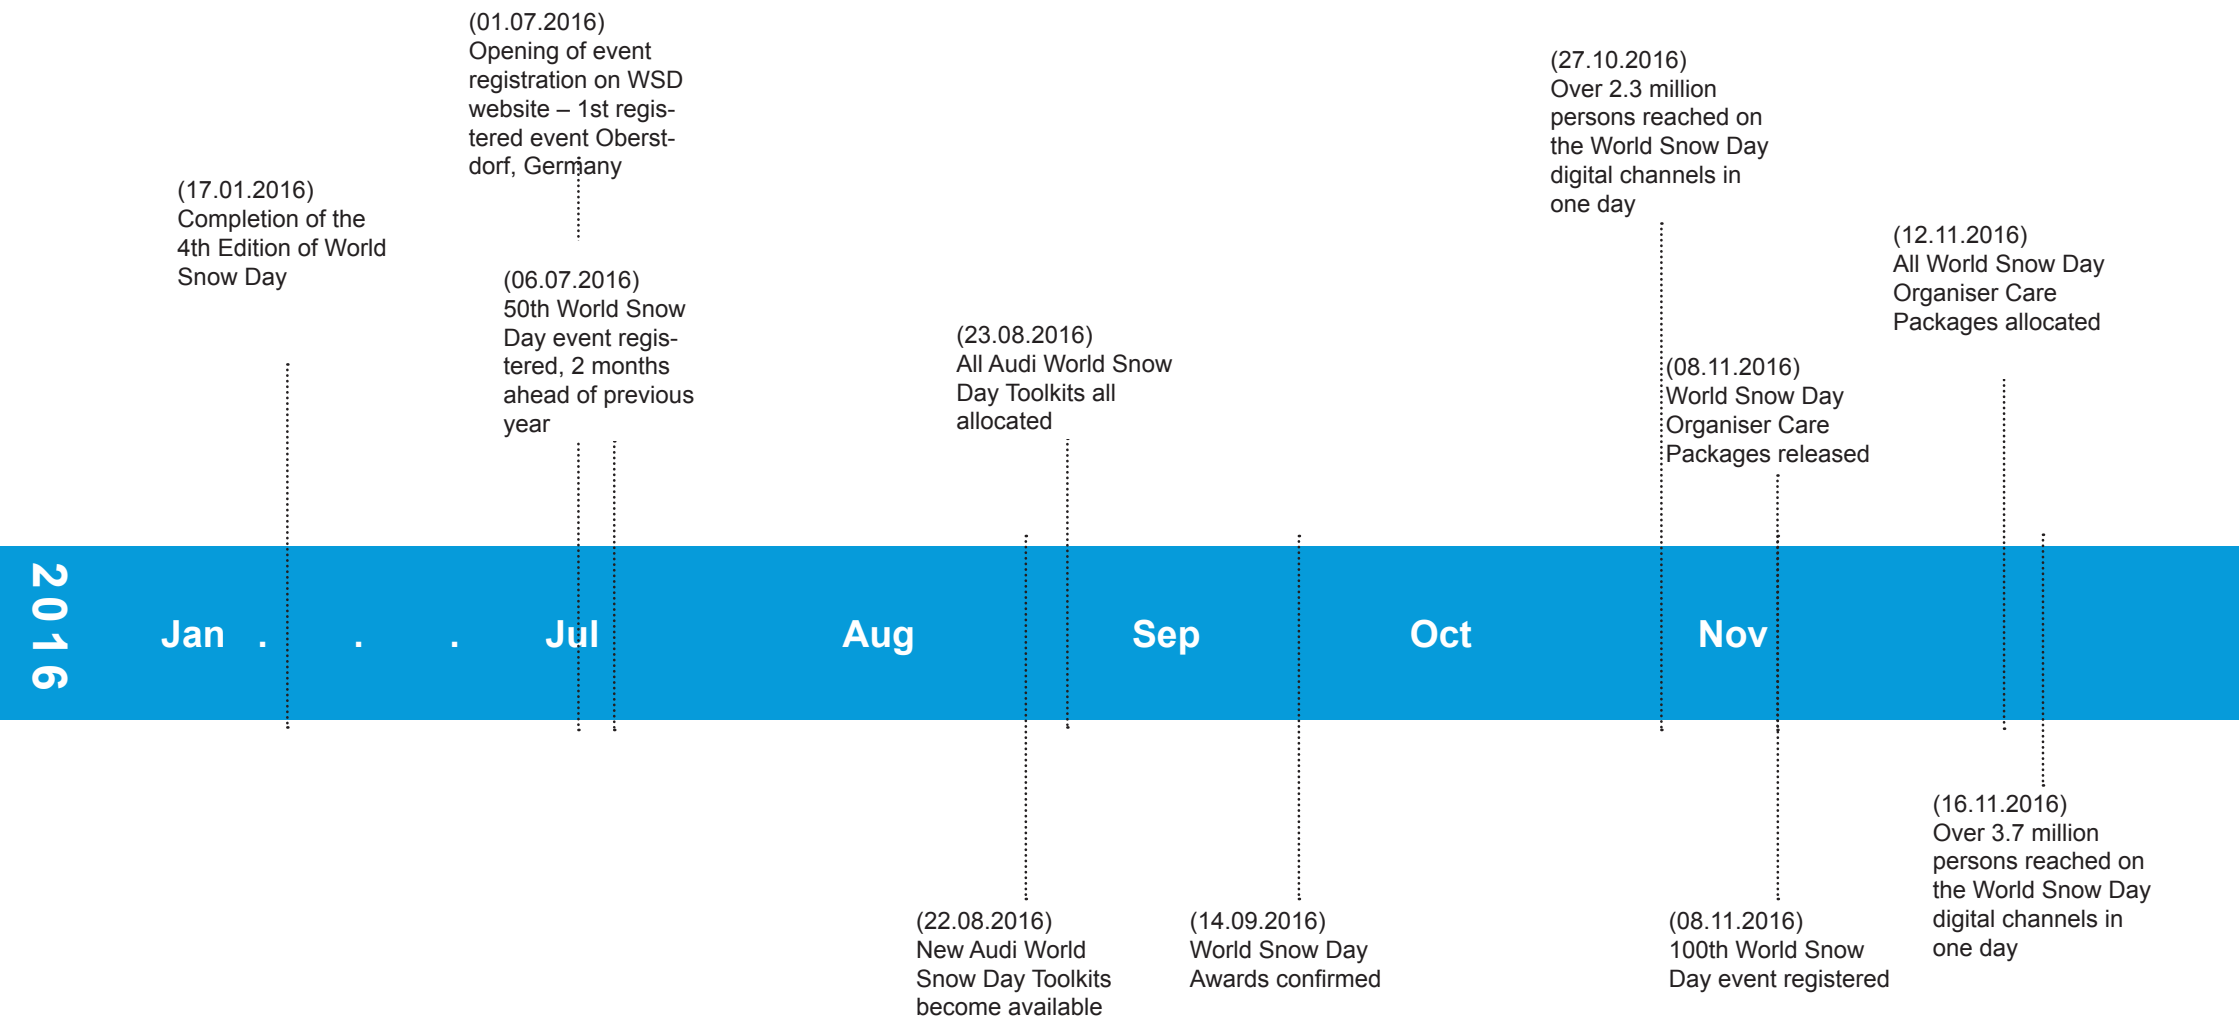 (01.07.2016)
Opening of event
registration on WSD
website – 1st regis-
tered event Oberst-
dorf, Germany
(27.10.2016)
Over 2.3 million
persons reached on
the World Snow Day
digital channels in
one day
(17.01.2016)
Completion of the
4th Edition of World
Snow Day
(12.11.2016)
All World Snow Day
Organiser Care
Packages allocated
(06.07.2016)
50th World Snow
Day event regis-
tered, 2 months
ahead of previous
year
(23.08.2016)
All Audi World Snow
Day Toolkits all
allocated
(08.11.2016)
World Snow Day
Organiser Care
Packages released
2016
Jan . . . Jul Aug Sep Oct Nov
(16.11.2016)
Over 3.7 million
persons reached on
the World Snow Day
digital channels in
one day
(22.08.2016)
New Audi World
Snow Day Toolkits
become available
(14.09.2016)
World Snow Day
Awards confirmed
(08.11.2016)
100th World Snow
Day event registered